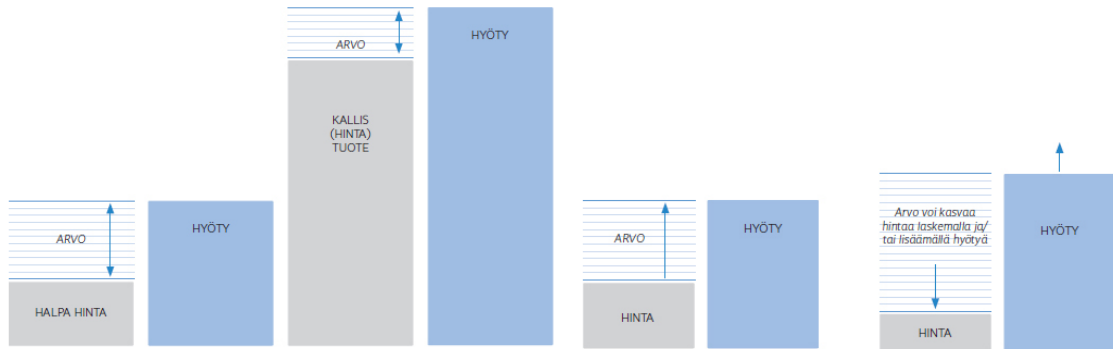 ARVO
HYÖTY
HALPA HINTA
ARVO
HYÖTY
KALLIS
(HINTA)
TUOTE
ARVO
HYÖTY
HINTA
Arvo voi kasvaa
hintaa laskemalla ja/
tai lisäämällä hyötyä
HYÖTY
HINTA